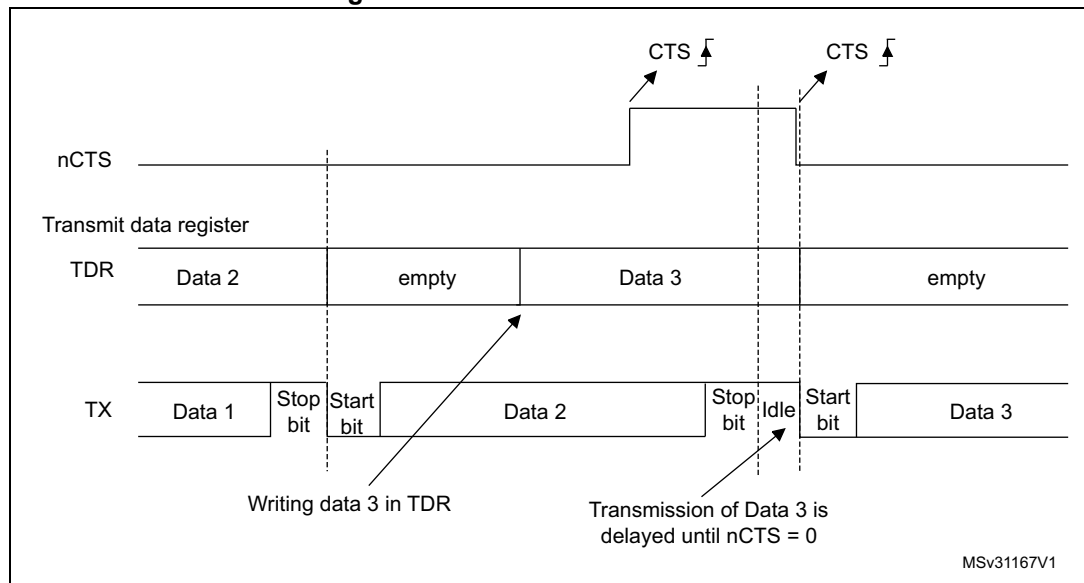 CTS CTS
nCTS
Transmit data register
TDR Data 2 empty Data 3 empty
TX Data 1 Stop bit Start bit Data 2 Stop bit Idle Start bit Data 3
Writing data 3 in TDR
Transmission of Data 3 is
delayed until nCTS = 0
MSv31167V1